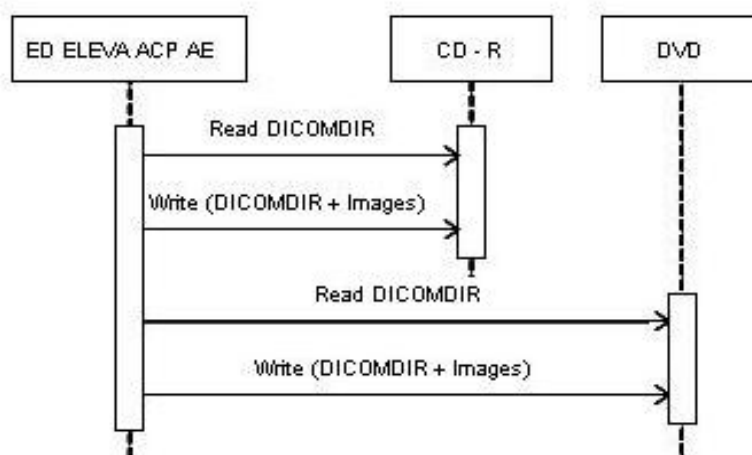 ED ELEVA ACP AE
CD - R
DVD
Read DICOMDIR
Write (DICOMDIR + Images)
Read DICOMDIR
Write (DICOMDIR + Images)